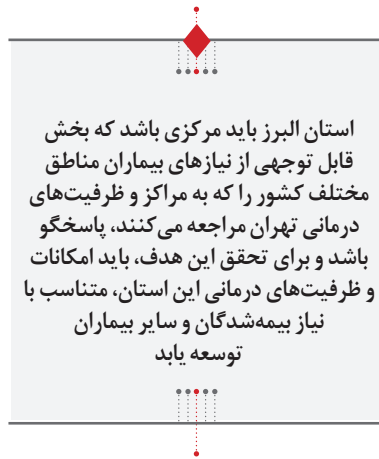 استان البرز باید مرکزی باشد که بخش
قابل توجهی از نیازهای بیماران مناطق
مختلف کشور را که به مراکز و ظرفیت‌های
درمانی تهران مراجعه می‌کنند، پاسخگو
باشد و برای تحقق این هدف، باید امکانات
و ظرفیت‌های درمانی این استان، متناسب با
نیاز بیمه‌شدگان و سایر بیماران
توسعه یابد